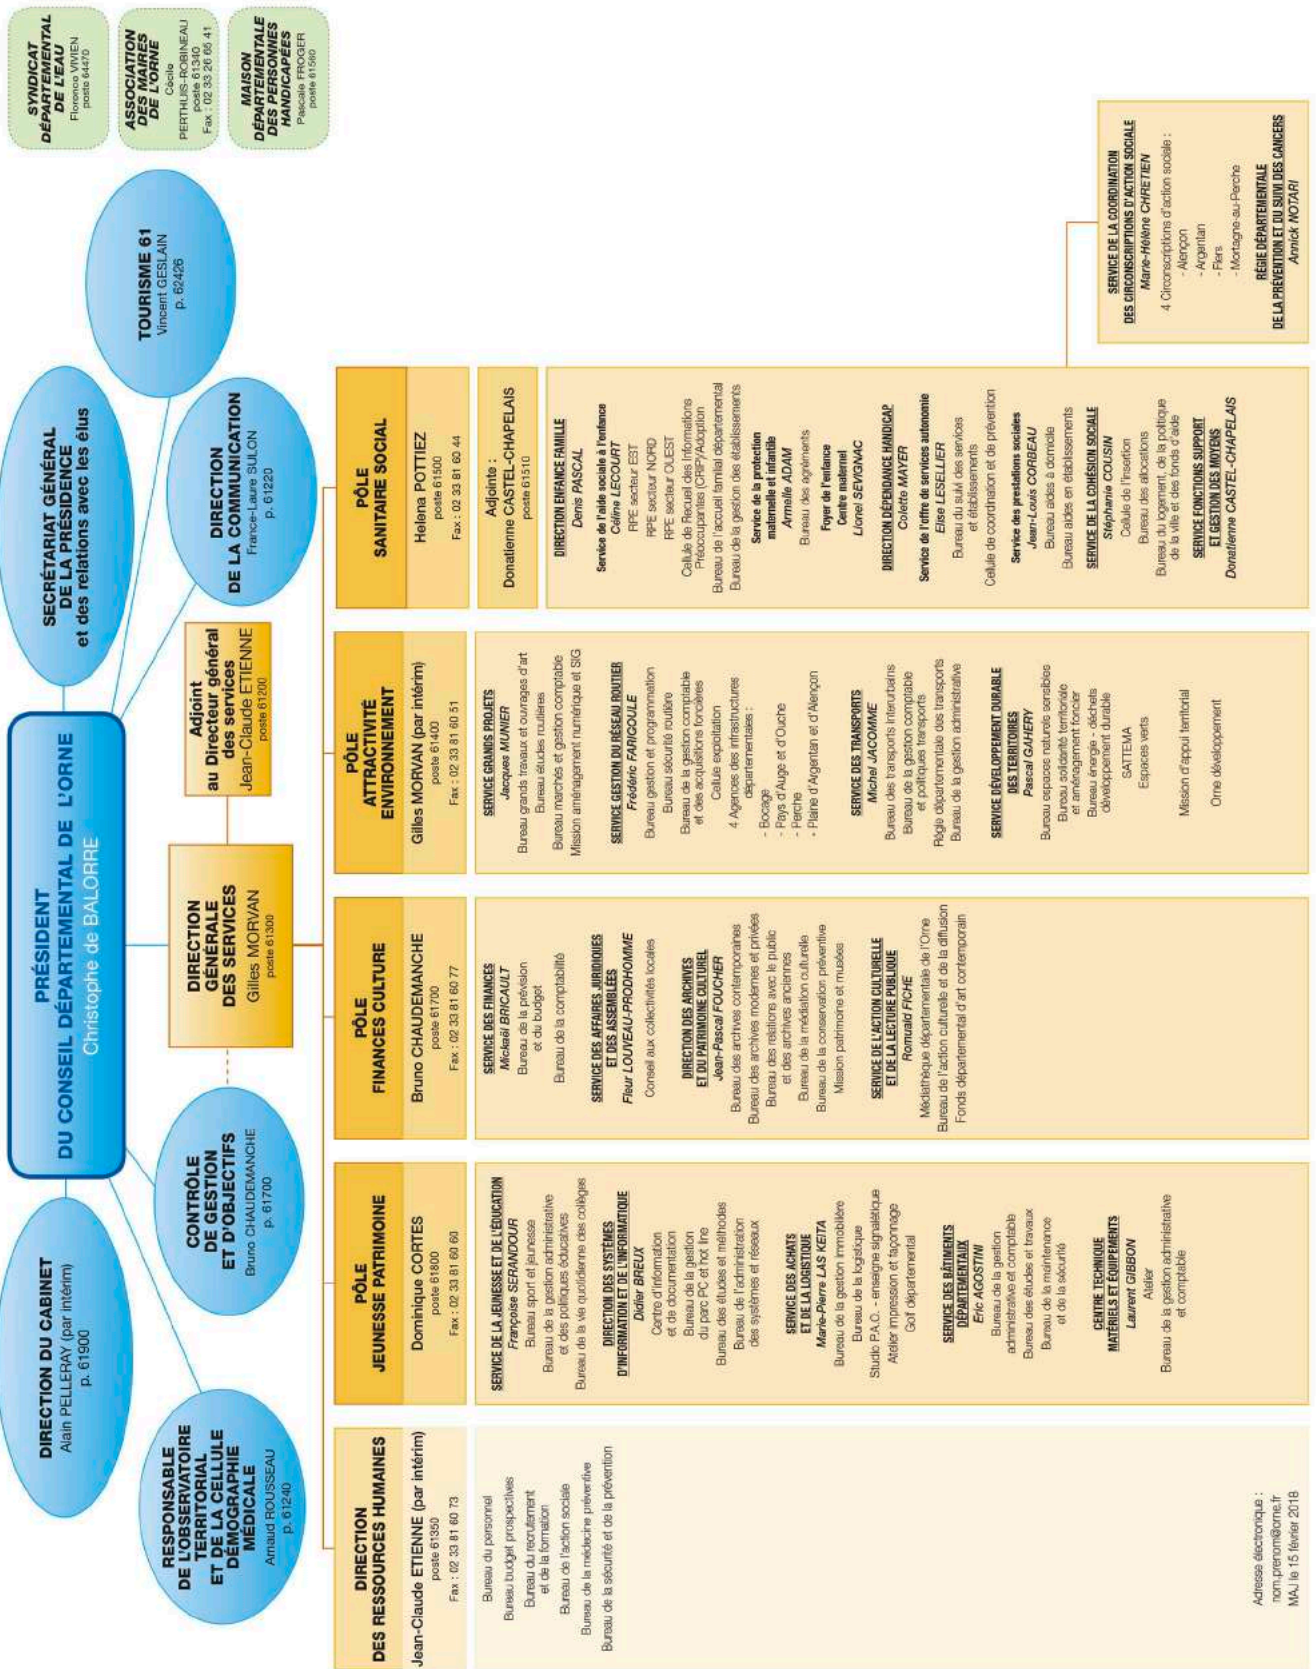 PRÉSIDENT
DU CONSEIL DÉPARTEMENTAL DE L'ORNE
Christophe de BALORRE
DIRECTION DU CABINET
Alain PELLERAY (par intérim)
p. 61900
SECRÉTARIAT GÉNÉRAL
DE LA PRÉSIDENCE
et des relations avec les élus
TOURISME 61
Vincent GESLAIN
p. 62426
SYNDICAT
DÉPARTEMENTAL
DE L'EAU
Florence VIVIEN
poste 64470
ASSOCIATION
DES MAIRES
DE L'ORNE
Cécile
PERTHUIS-ROBINEAU
poste 61340
Fax : 02 33 26 65 41
MAISON
DÉPARTEMENTALE
DES PERSONNES
HANDICAPÉES
Pascale FROGER
poste 61560
RESPONSABLE
DE L'OBSERVATOIRE
TERRITORIAL
ET DE LA CELLULE
DÉMOGRAPHIE
MÉDICALE
Arnaud ROUSSEAU
p. 61240
CONTRÔLE
DE GESTION
ET D'OBJECTIFS
Bruno CHAUDEMANCHE
p. 61700
DIRECTION
GÉNÉRALE
DES SERVICES
Gilles MORVAN
poste 61300
Adjoint
au Directeur général
des services
Jean-Claude ETIENNE
poste 61200
DIRECTION
DE LA COMMUNICATION
France-Laure SULON
p. 61220
DIRECTION
DES RESSOURCES HUMAINES
Jean-Claude ETIENNE (par intérim)
poste 61350
Fax : 02 33 81 60 73
Bureau du personnel
Bureau budget prospectives
Bureau du recrutement
et de la formation
Bureau de l'action sociale
Bureau de la médecine préventive
Bureau de la sécurité et de la prévention
Adresse électronique :
nom.prenom@orne.fr
MAJ le 15 février 2018
PÔLE
JEUNESSE PATRIMOINE
Dominique CORTES
poste 61800
Fax : 02 33 81 60 60
SERVICE DE LA JEUNESSE ET DE L'ÉDUCATION
Françoise SERANDOUR
Bureau sport et jeunesse
Bureau de la gestion administrative
et des politiques éducatives
Bureau de la vie quotidienne des collèges
DIRECTION DES SYSTÈMES
D'INFORMATION ET DE L'INFORMATIQUE
Didier BREUX
Centre d'information
et de documentation
Bureau de la gestion
du parc PC et hot line
Bureau des études et méthodes
Bureau de l'administration
des systèmes et réseaux
SERVICE DES ACHATS
ET DE LA LOGISTIQUE
Marie-Pierre LAS KEITA
Bureau de la gestion immobilière
Bureau de la logistique
Studio P.A.O. - enseigne signalétique
Atelier impression et façonnage
Golf départemental
SERVICE DES BÂTIMENTS
DÉPARTEMENTAUX
Eric AGOSTINI
Bureau de la gestion
administrative et comptable
Bureau des études et travaux
Bureau de la maintenance
et de la sécurité
CENTRE TECHNIQUE
MATÉRIELS ET ÉQUIPEMENTS
Laurent GIBBON
Atelier
Bureau de la gestion administrative
et comptable
PÔLE
FINANCES CULTURE
Bruno CHAUDEMANCHE
poste 61700
Fax : 02 33 81 60 77
SERVICE DES FINANCES
Mickaël BRICAULT
Bureau de la prévision
et du budget
Bureau de la comptabilité
SERVICE DES AFFAIRES JURIDIQUES
ET DES ASSEMBLÉES
Fleur LOUVEAU-PRODHOMME
Conseil aux collectivités locales
DIRECTION DES ARCHIVES
ET DU PATRIMOINE CULTUREL
Jean-Pascal FOUCHER
Bureau des archives contemporaines
Bureau des archives modernes et privées
Bureau des relations avec le public
et des archives anciennes
Bureau de la médiation culturelle
Bureau de la conservation préventive
Mission patrimoine et musées
SERVICE DE L'ACTION CULTURELLE
ET DE LA LECTURE PUBLIQUE
Romuald FICHE
Médiathèque départementale de l'Orne
Bureau de l'action culturelle et de la diffusion
Fonds départemental d'art contemporain
PÔLE
ATTRACTIVITÉ
ENVIRONNEMENT
Gilles MORVAN (par intérim)
poste 61400
Fax : 02 33 81 60 51
SERVICE GRANDS PROJETS
Jacques MUNIER
Bureau grands travaux et ouvrages d'art
Bureau études routières
Bureau marchés et gestion comptable
Mission aménagement numérique et SIG
SERVICE GESTION DU RÉSEAU ROUTIER
Frédéric FARIGOULE
Bureau gestion et programmation
Bureau sécurité routière
Bureau de la gestion comptable
et des acquisitions foncières
Cellule exploitation
4 Agences des infrastructures
départementales :
- Bocage
- Pays d'Auge et d'Ouche
- Perche
- Plaine d'Argentan et d'Alençon
SERVICE DES TRANSPORTS
Michel JACOMME
Bureau des transports interurbains
Bureau de la gestion comptable
et politiques transports
Régie départementale des transports
Bureau de la gestion administrative
SERVICE DÉVELOPPEMENT DURABLE
DES TERRITOIRES
Pascal GAHERY
Bureau espaces naturels sensibles
Bureau solidarité territoriale
et aménagement foncier
Bureau énergie - déchets
développement durable
SATTEMA
Espaces verts
Mission d'appui territorial
Orne développement
PÔLE
SANITAIRE SOCIAL
Helena POTTIEZ
poste 61500
Fax : 02 33 81 60 44
Adjointe :
Donatienne CASTEL-CHAPELAIS
poste 61510
DIRECTION ENFANCE FAMILLE
Denis PASCAL
Service de l'aide sociale à l'enfance
Céline LECOURT
RPE secteur EST
RPE secteur NORD
RPE secteur OUEST
Cellule de Recueil des Informations
Préoccupantes (CRIP)/Adoption
Bureau de l'accueil familial départemental
Bureau de la gestion des établissements
Service de la protection
maternelle et infantile
Armelle ADAM
Bureau des agréments
Foyer de l'enfance
Centre maternel
Lionel SEVIGNAC
DIRECTION DÉPENDANCE HANDICAP
Colette MAYER
Service de l'offre de services autonomie
Elise LESELLIER
Bureau du suivi des services
et établissements
Cellule de coordination et de prévention
Service des prestations sociales
Jean-Louis CORBEAU
Bureau aides à domicile
Bureau aides en établissements
SERVICE DE LA COHÉSION SOCIALE
Stéphanie COUSIN
Cellule de l'insertion
Bureau des allocations
Bureau du logement, de la politique
de la ville et des fonds d'aide
SERVICE FONCTIONS SUPPORT
ET GESTION DES MOYENS
Donatienne CASTEL-CHAPELAIS
SERVICE DE LA COORDINATION
DES CIRCONSCRIPTIONS D'ACTION SOCIALE
Marie-Hélène CHRETIEN
4 Circonscriptions d'action sociale :
- Alençon
- Argentan
- Flers
- Mortagne-au-Perche
RÉGIE DÉPARTEMENTALE
DE LA PRÉVENTION ET DU SUIVI DES CANCERS
Annick NOTARI